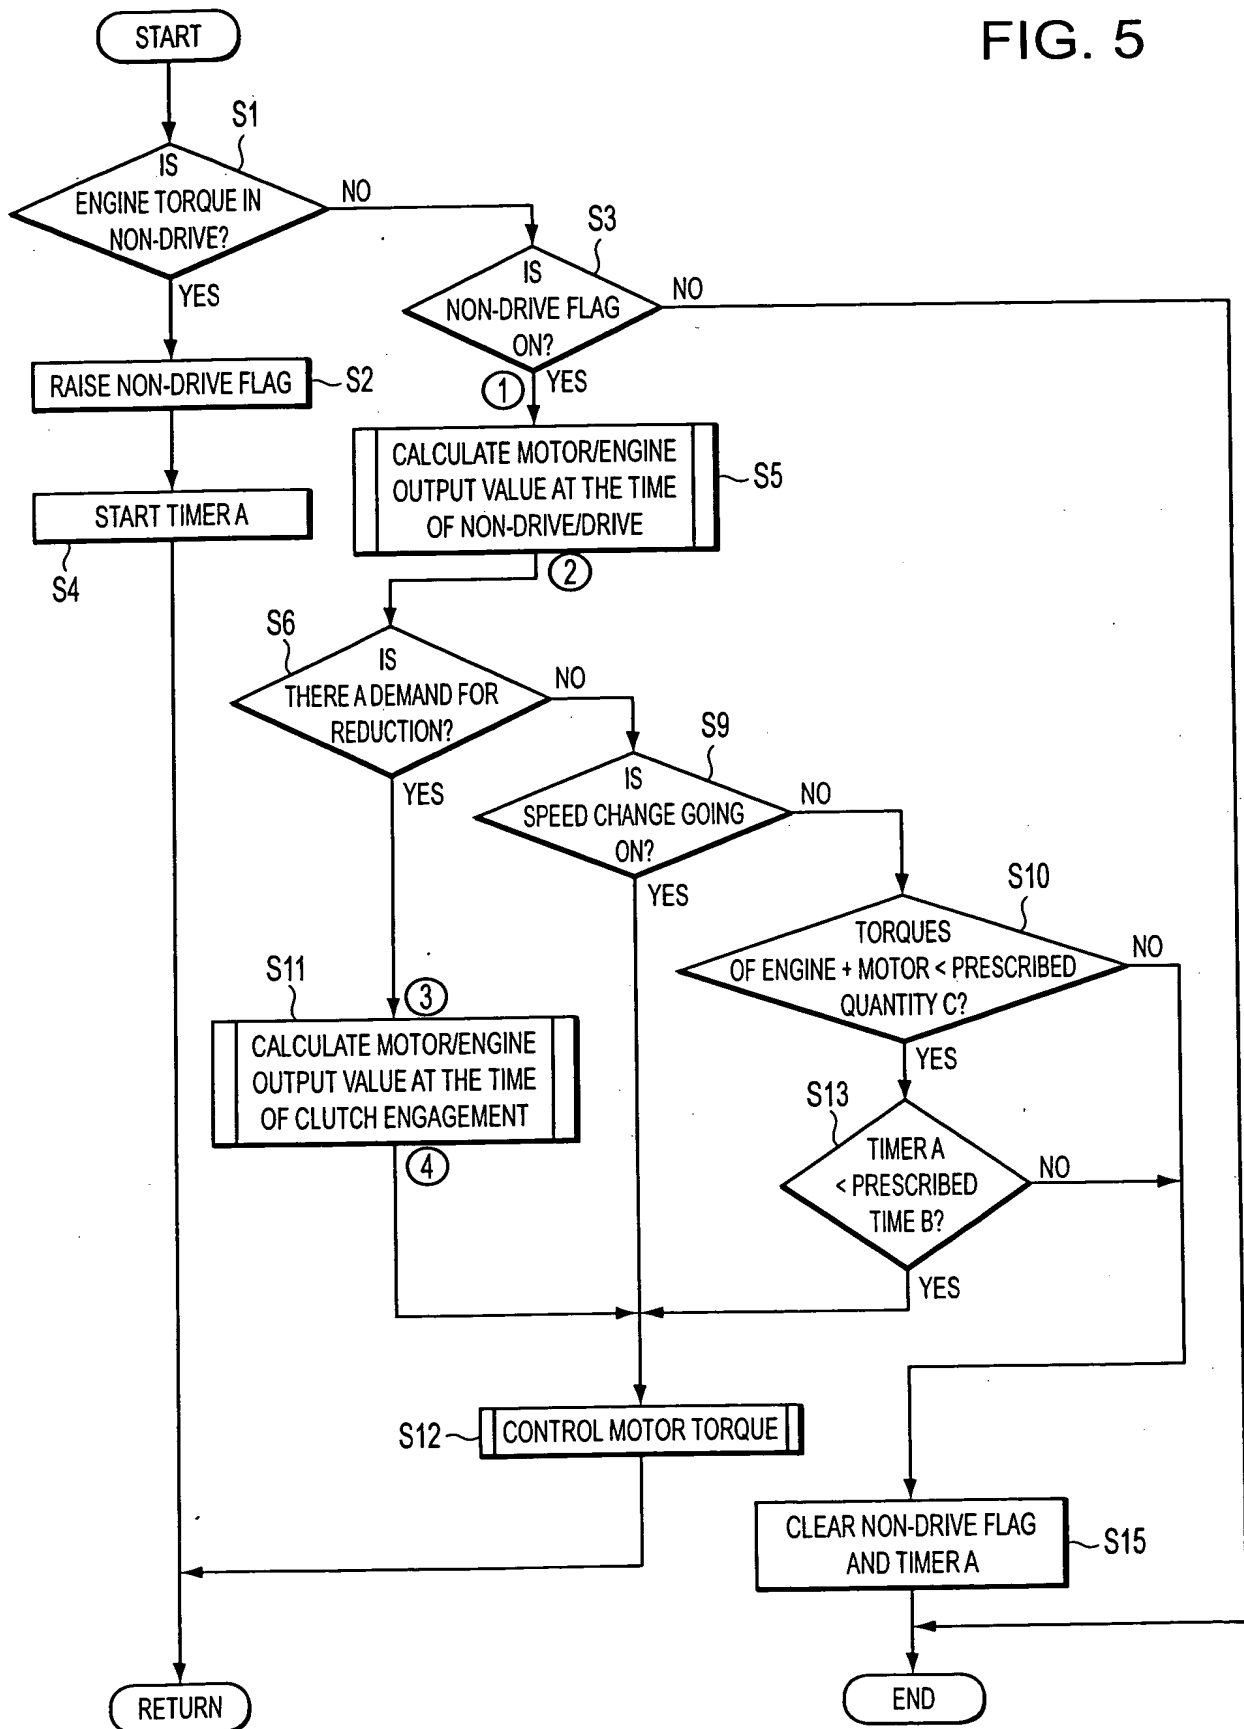 START
FIG. 5
S1
IS
ENGINE TORQUE IN
NON-DRIVE?
NO
YES
S3
IS
NON-DRIVE FLAG
ON?
NO
YES
1
RAISE NON-DRIVE FLAG
S2
START TIMER A
S4
CALCULATE MOTOR/ENGINE
OUTPUT VALUE AT THE TIME
OF NON-DRIVE/DRIVE
S5
2
S6
IS
THERE A DEMAND FOR
REDUCTION?
NO
YES
S9
IS
SPEED CHANGE GOING
ON?
NO
YES
S10
TORQUES
OF ENGINE + MOTOR < PRESCRIBED
QUANTITY C?
NO
YES
S11
3
CALCULATE MOTOR/ENGINE
OUTPUT VALUE AT THE TIME
OF CLUTCH ENGAGEMENT
4
S13
TIMER A
< PRESCRIBED
TIME B?
NO
YES
S12
CONTROL MOTOR TORQUE
CLEAR NON-DRIVE FLAG
AND TIMER A
S15
RETURN
END